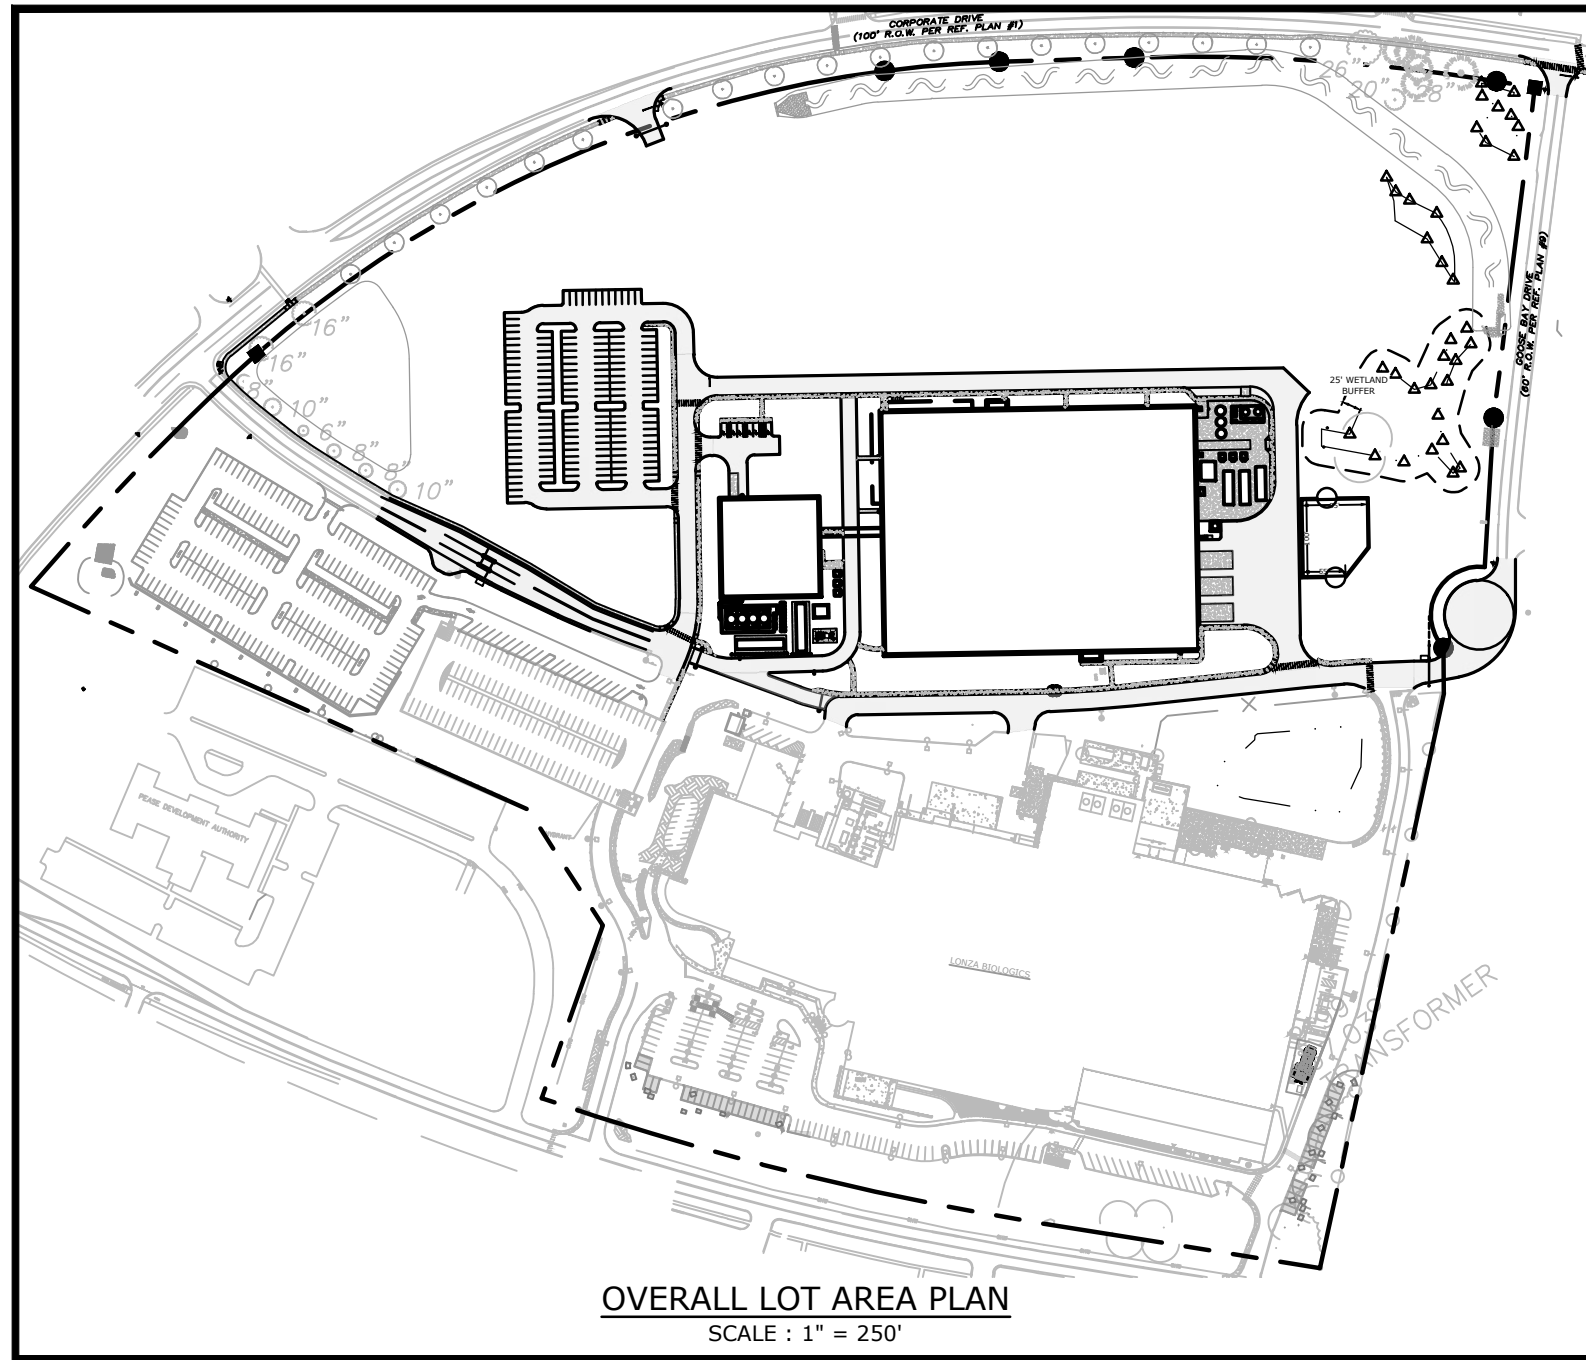 CORPORATE DRIVE
(100' R.O.W. PER REF. PLAN #1)
26"
20"
28"
GOOSE BAY DRIVE
(60' R.O.W. PER REF. PLAN #9)
16"
16"
8"
10"
6"
8"
8"
10"
25' WETLAND
BUFFER
PEASE DEVELOPMENT AUTHORITY
LONZA BIOLOGICS
TRANSFORMER
OVERALL LOT AREA PLAN
SCALE : 1" = 250'